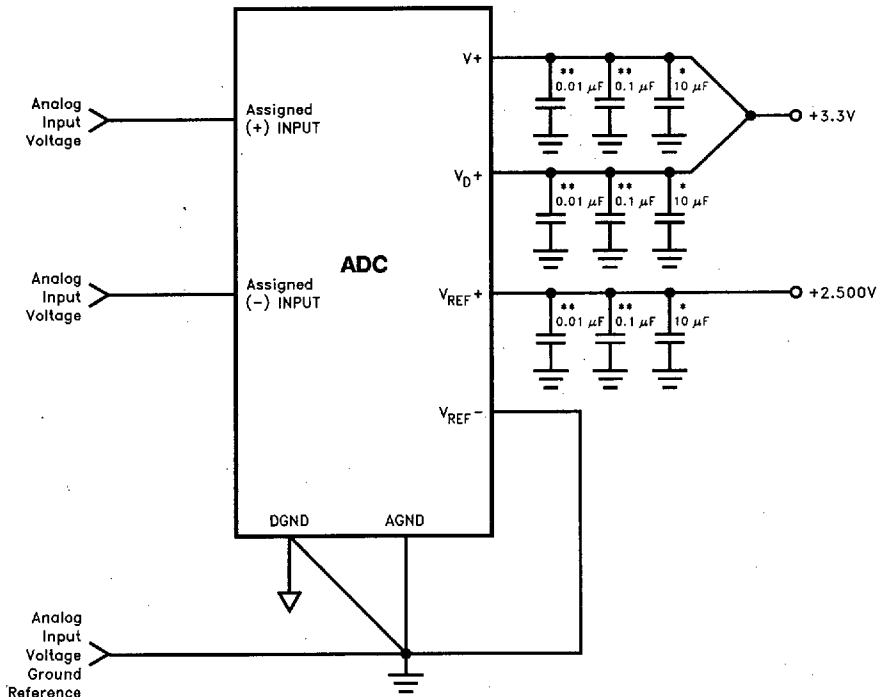 V+
**
0.01 µF
**
0.1 µF
*
10 µF
+3.3V
Analog
Input
Voltage
Assigned
(+) INPUT
VD+
**
0.01 µF
**
0.1 µF
*
10 µF
ADC
Analog
Input
Voltage
Assigned
(-) INPUT
VREF+
**
0.01 µF
**
0.1 µF
*
10 µF
+2.500V
VREF-
DGND
AGND
Analog
Input
Voltage
Ground
Reference